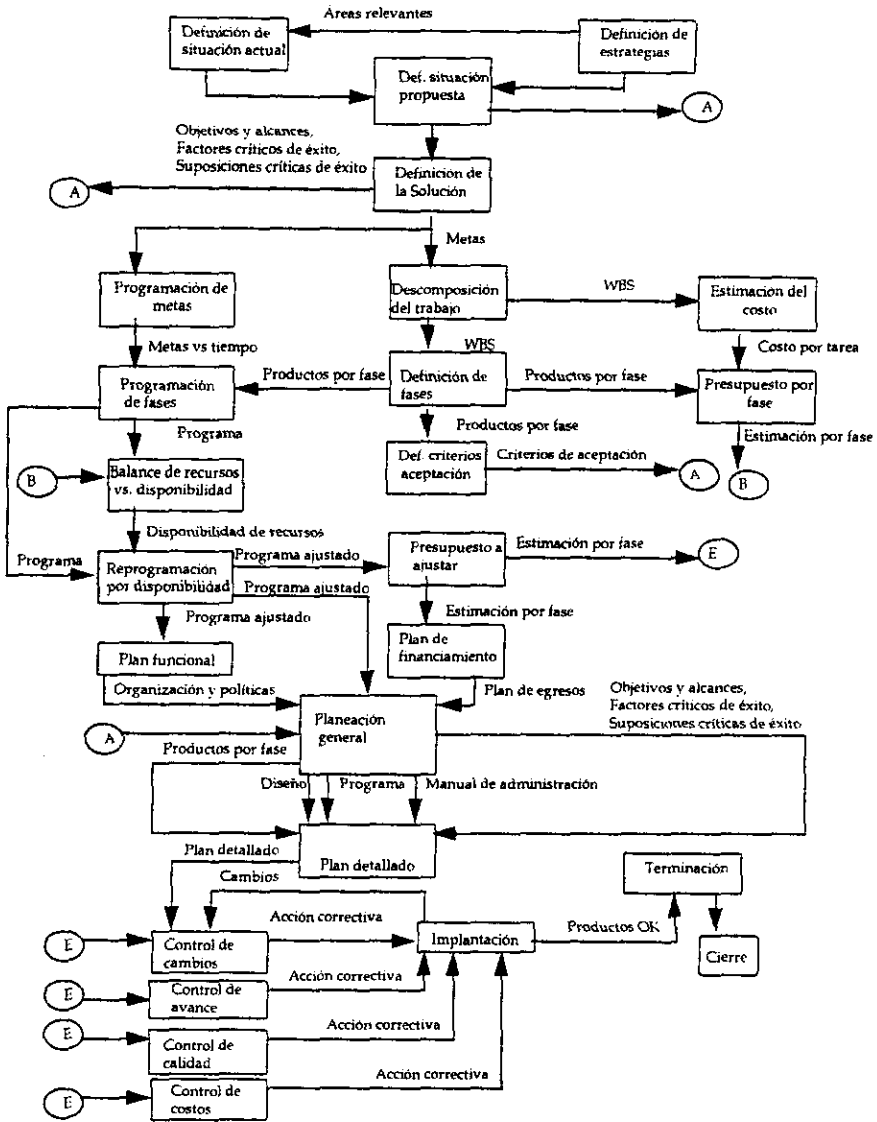 Áreas relevantes
Definición de
situación actual
Definición de
estrategias
Def. situación
propuesta
A
Objetivos y alcances,
Factores críticos de éxito,
Suposiciones críticas de éxito
Definición de
la Solución
A
Metas
Programación de
metas
Descomposición
del trabajo
WBS
Estimación del
costo
Metas vs tiempo
WBS
Costo por tarea
Programación
de fases
Productos por fase
Definición de
fases
Productos por fase
Presupuesto por
fase
Programa
Productos por fase
Estimación por fase
B
Balance de recursos
vs. disponibilidad
Def. criterios
aceptación
Criterios de aceptación
A
B
Disponibilidad de recursos
Programa
Reprogramación
por disponibilidad
Programa ajustado
Programa ajustado
Presupuesto a
ajustar
Estimación por fase
E
Programa ajustado
Estimación por fase
Plan funcional
Plan de
financiamiento
Organización y políticas
Plan de egresos
Objetivos y alcances,
Factores críticos de éxito,
Suposiciones críticas de éxito
A
Planeación
general
Productos por fase
Diseño
Programa
Manual de administración
Plan detallado
Plan detallado
Cambios
Terminación
Acción correctiva
E
Control de
cambios
Implantación
Productos OK
Cierre
Acción correctiva
E
Control de
avance
Acción correctiva
E
Control de
calidad
Acción correctiva
E
Control de
costos